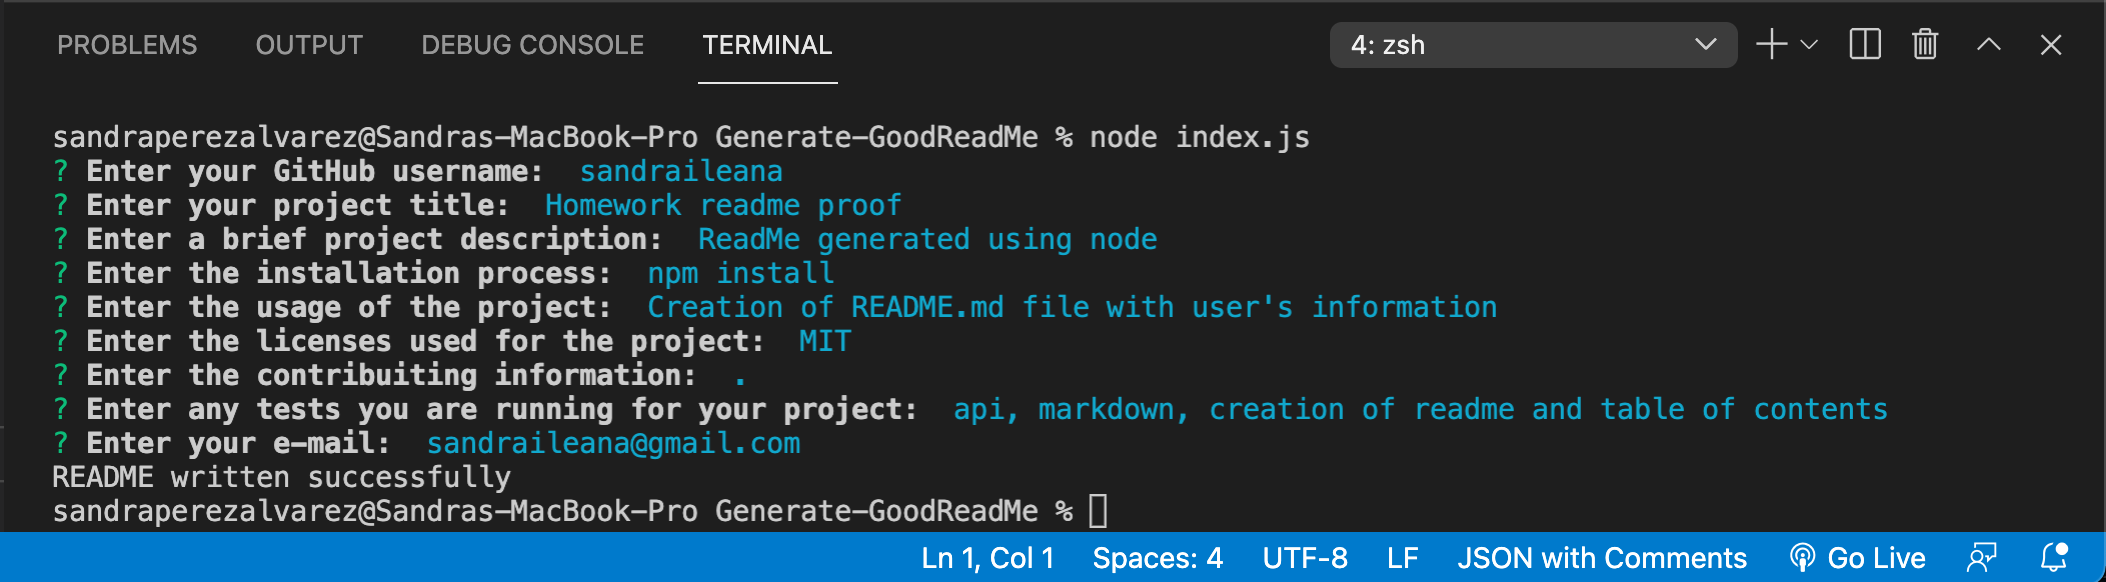 PROBLEMS OUTPUT DEBUG CONSOLE TERMINAL 4: zsh
sandraperezalvarez@Sandras-MacBook-Pro Generate-GoodReadMe % node index.js
? Enter your GitHub username:  sandraileana
? Enter your project title:  Homework readme proof
? Enter a brief project description:  ReadMe generated using node
? Enter the installation process:  npm install
? Enter the usage of the project:  Creation of README.md file with user's information
? Enter the licenses used for the project:  MIT
? Enter the contribuiting information:  .
? Enter any tests you are running for your project:  api, markdown, creation of readme and table of contents
? Enter your e-mail:  sandraileana@gmail.com
README written successfully
sandraperezalvarez@Sandras-MacBook-Pro Generate-GoodReadMe %
Ln 1, Col 1 Spaces: 4 UTF-8 LF JSON with Comments Go Live